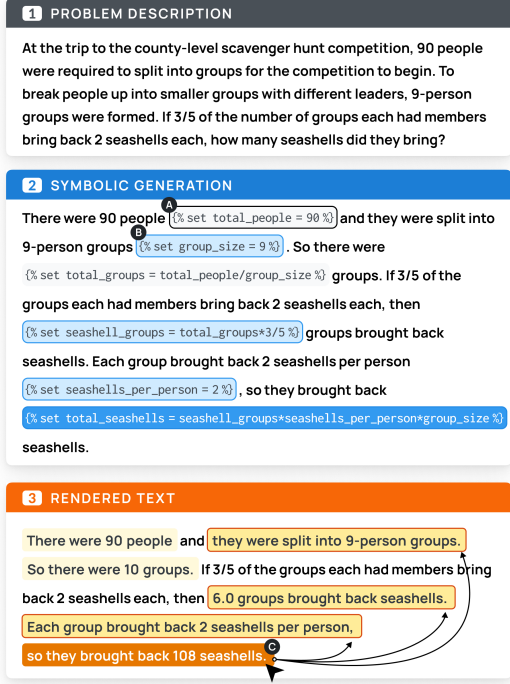 1 PROBLEM DESCRIPTION
At the trip to the county-level scavenger hunt competition, 90 people
were required to split into groups for the competition to begin. To
break people up into smaller groups with different leaders, 9-person
groups were formed. If 3/5 of the number of groups each had members
bring back 2 seashells each, how many seashells did they bring?
2 SYMBOLIC GENERATION
A
There were 90 people {% set total_people = 90 %} and they were split into
B
9-person groups {% set group_size = 9 %} . So there were
{% set total_groups = total_people/group_size %} groups. If 3/5 of the
groups each had members bring back 2 seashells each, then
{% set seashell_groups = total_groups*3/5 %} groups brought back
seashells. Each group brought back 2 seashells per person
{% set seashells_per_person = 2 %} , so they brought back
{% set total_seashells = seashell_groups*seashells_per_person*group_size %}
seashells.
3 RENDERED TEXT
There were 90 people and they were split into 9-person groups.
So there were 10 groups. If 3/5 of the groups each had members bring
back 2 seashells each, then 6.0 groups brought back seashells.
Each group brought back 2 seashells per person,
C
so they brought back 108 seashells.